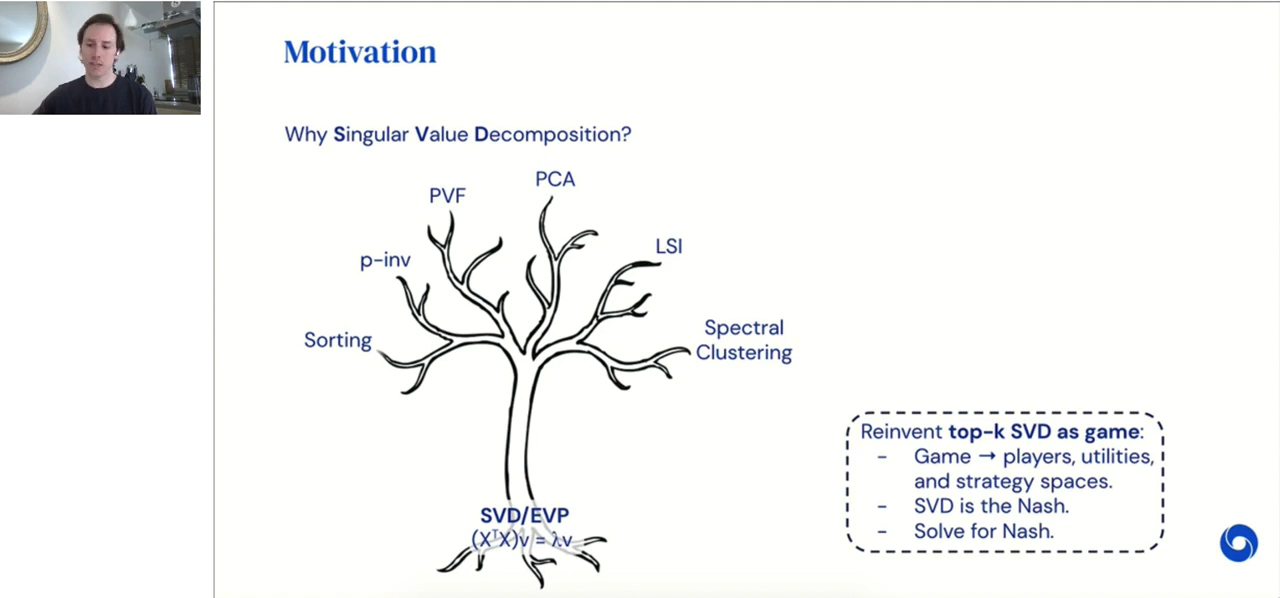 Motivation
Why Singular Value Decomposition?
PCA
PVF
LSI
p-inv
Spectral
Clustering
Sorting
Reinvent top-k SVD as game:
- Game → players, utilities,
and strategy spaces.
- SVD is the Nash.
- Solve for Nash.
SVD/EVP
(XᵀX)v = λv